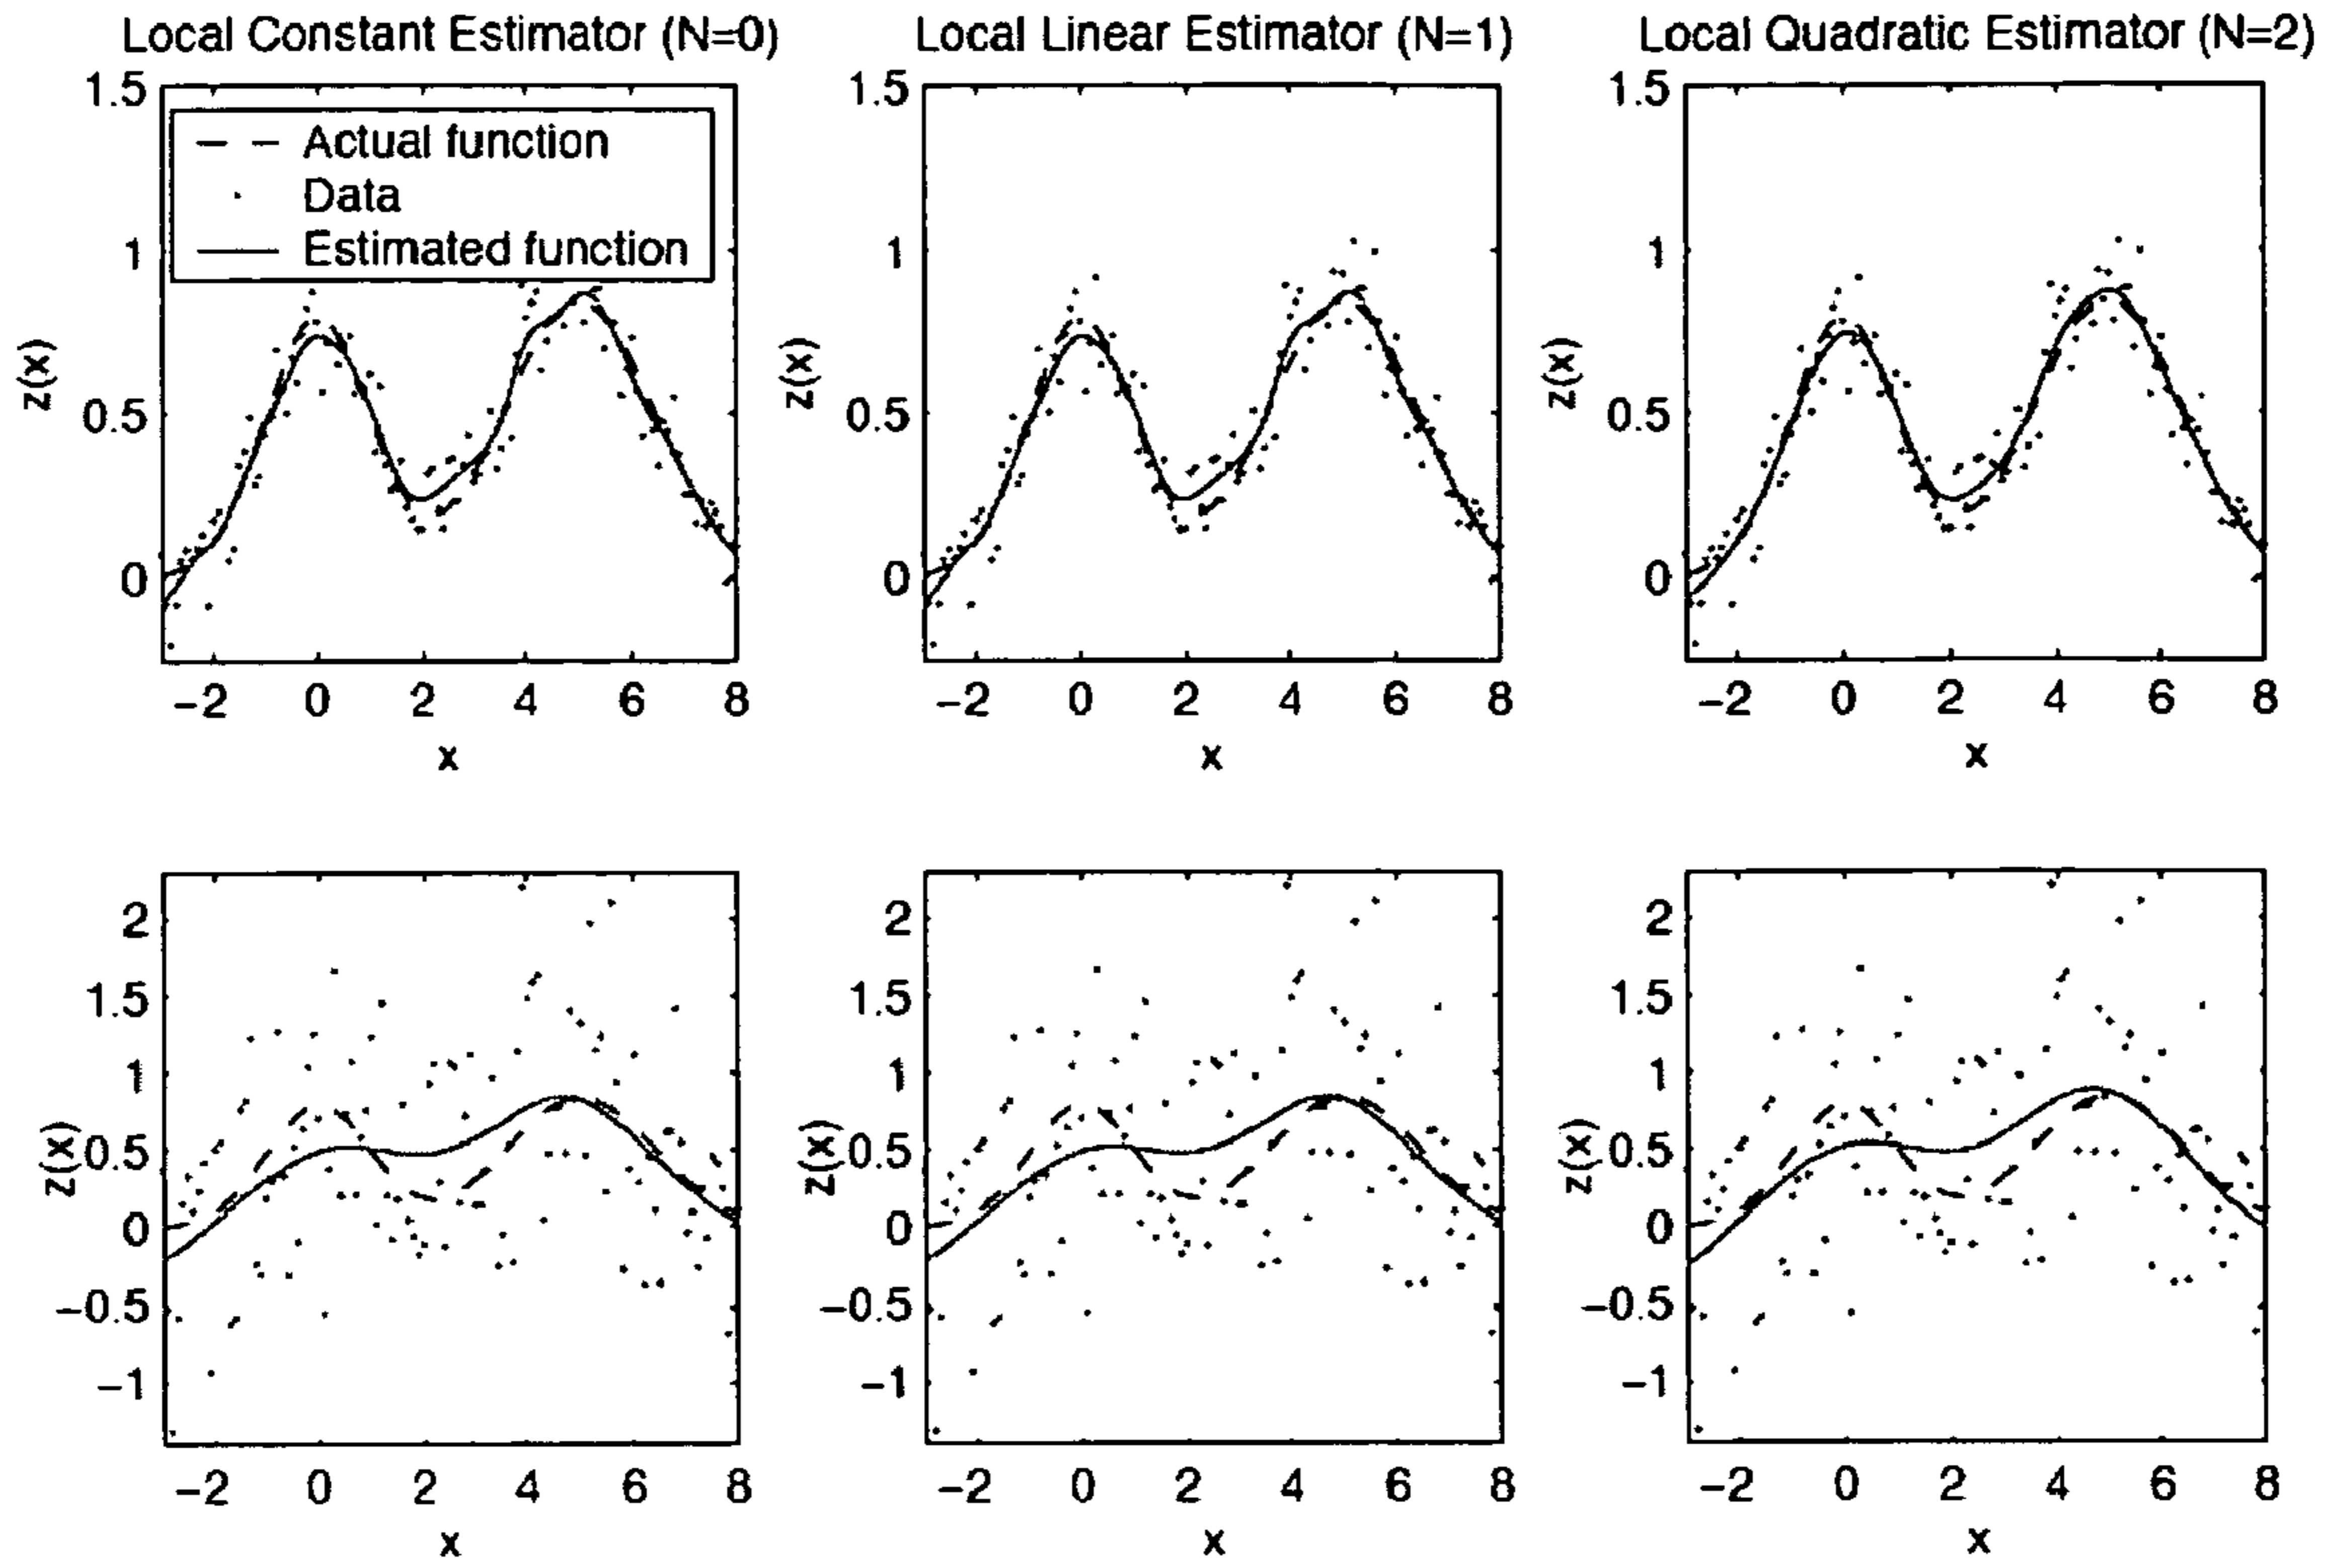 Local Constant Estimator (N=0)
Local Linear Estimator (N=1)
Local Quadratic Estimator (N=2)
1.5
1
0.5
0
z(x)
Actual function
Data
Estimated function
−2 0 2 4 6 8
x
1.5
1
0.5
0
z(x)
−2 0 2 4 6 8
x
1.5
1
0.5
0
z(x)
−2 0 2 4 6 8
x
2
1.5
1
0.5
0
−0.5
−1
z(x)
−2 0 2 4 6 8
x
2
1.5
1
0.5
0
−0.5
−1
z(x)
−2 0 2 4 6 8
x
2
1.5
1
0.5
0
−0.5
−1
z(x)
−2 0 2 4 6 8
x